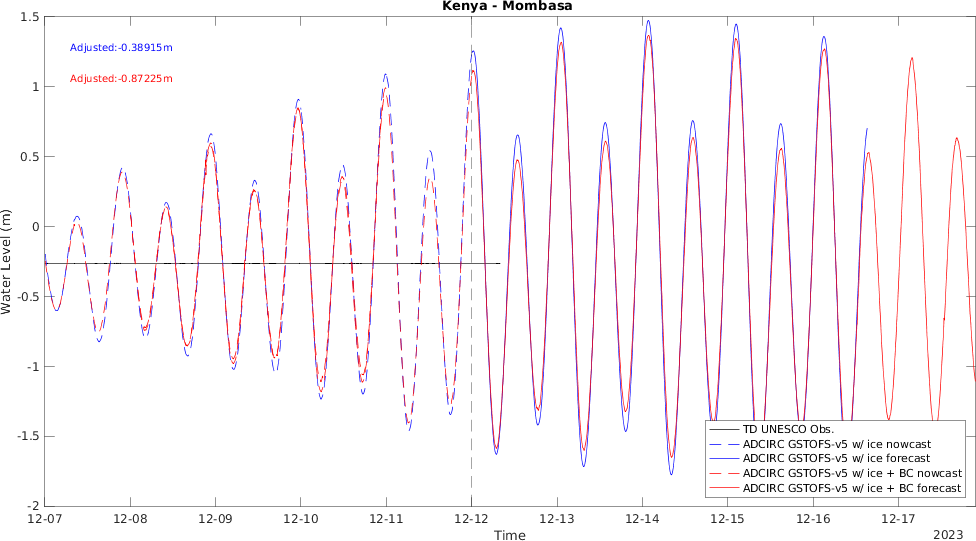 Kenya - Mombasa
Adjusted:-0.38915m
Adjusted:-0.87225m
1.5
1
0.5
0
-0.5
-1
-1.5
-2
Water Level (m)
TD UNESCO Obs.
ADCIRC GSTOFS-v5 w/ ice nowcast
ADCIRC GSTOFS-v5 w/ ice forecast
ADCIRC GSTOFS-v5 w/ ice + BC nowcast
ADCIRC GSTOFS-v5 w/ ice + BC forecast
12-07 12-08 12-09 12-10 12-11 12-12 12-13 12-14 12-15 12-16 12-17
Time
2023